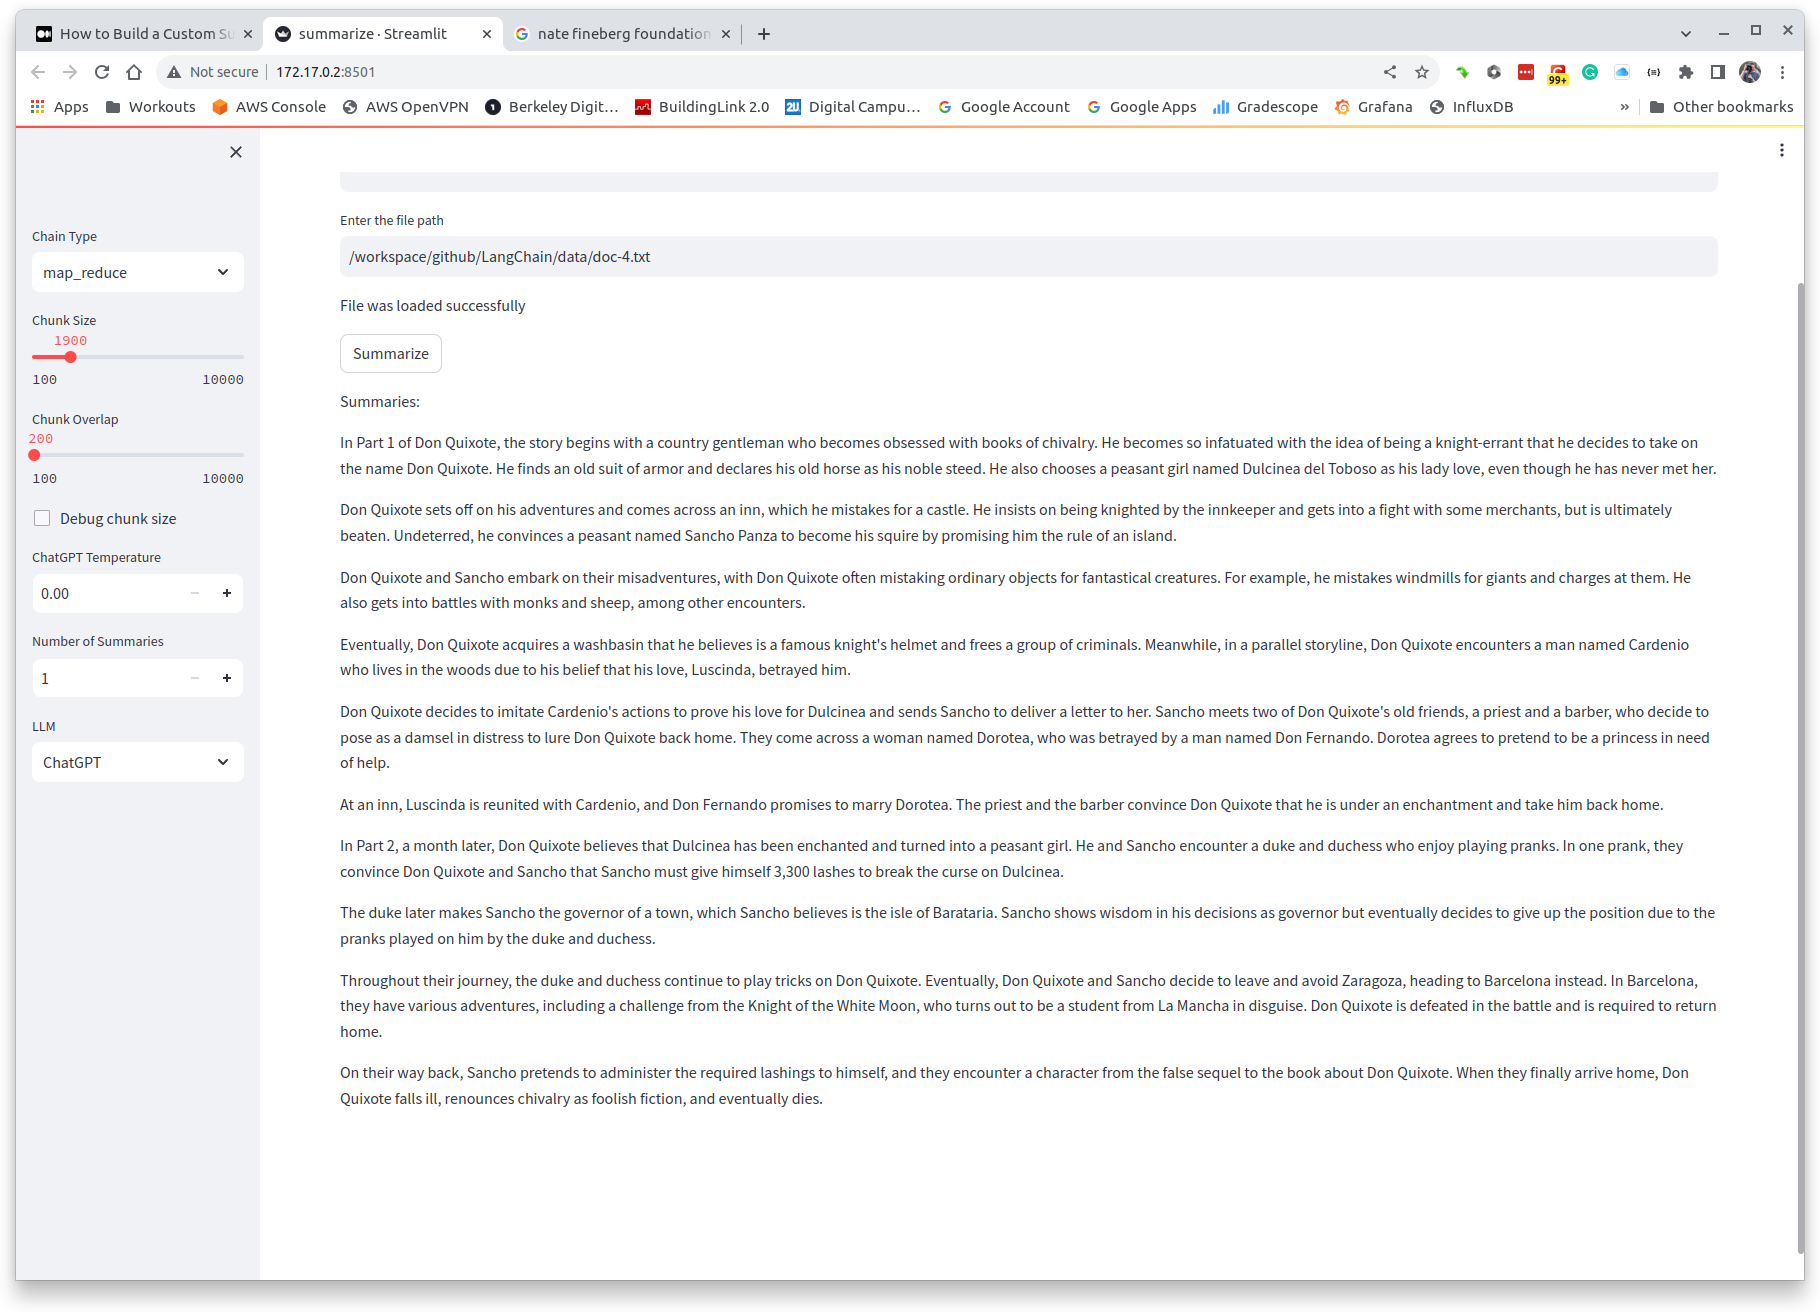 How to Build a Custom Su
summarize · Streamlit
nate fineberg foundation
Not secure
172.17.0.2:8501
99+
Apps
Workouts
AWS Console
AWS OpenVPN
Berkeley Digit...
BuildingLink 2.0
Digital Campu...
Google Account
Google Apps
Gradescope
Grafana
InfluxDB
»
Other bookmarks
Chain Type
map_reduce
Chunk Size
1900
100
10000
Chunk Overlap
200
100
10000
Debug chunk size
ChatGPT Temperature
0.00
Number of Summaries
1
LLM
ChatGPT
Enter the file path
/workspace/github/LangChain/data/doc-4.txt
File was loaded successfully
Summarize
Summaries:
In Part 1 of Don Quixote, the story begins with a country gentleman who becomes obsessed with books of chivalry. He becomes so infatuated with the idea of being a knight-errant that he decides to take on
the name Don Quixote. He finds an old suit of armor and declares his old horse as his noble steed. He also chooses a peasant girl named Dulcinea del Toboso as his lady love, even though he has never met her.
Don Quixote sets off on his adventures and comes across an inn, which he mistakes for a castle. He insists on being knighted by the innkeeper and gets into a fight with some merchants, but is ultimately
beaten. Undeterred, he convinces a peasant named Sancho Panza to become his squire by promising him the rule of an island.
Don Quixote and Sancho embark on their misadventures, with Don Quixote often mistaking ordinary objects for fantastical creatures. For example, he mistakes windmills for giants and charges at them. He
also gets into battles with monks and sheep, among other encounters.
Eventually, Don Quixote acquires a washbasin that he believes is a famous knight's helmet and frees a group of criminals. Meanwhile, in a parallel storyline, Don Quixote encounters a man named Cardenio
who lives in the woods due to his belief that his love, Luscinda, betrayed him.
Don Quixote decides to imitate Cardenio's actions to prove his love for Dulcinea and sends Sancho to deliver a letter to her. Sancho meets two of Don Quixote's old friends, a priest and a barber, who decide to
pose as a damsel in distress to lure Don Quixote back home. They come across a woman named Dorotea, who was betrayed by a man named Don Fernando. Dorotea agrees to pretend to be a princess in need
of help.
At an inn, Luscinda is reunited with Cardenio, and Don Fernando promises to marry Dorotea. The priest and the barber convince Don Quixote that he is under an enchantment and take him back home.
In Part 2, a month later, Don Quixote believes that Dulcinea has been enchanted and turned into a peasant girl. He and Sancho encounter a duke and duchess who enjoy playing pranks. In one prank, they
convince Don Quixote and Sancho that Sancho must give himself 3,300 lashes to break the curse on Dulcinea.
The duke later makes Sancho the governor of a town, which Sancho believes is the isle of Barataria. Sancho shows wisdom in his decisions as governor but eventually decides to give up the position due to the
pranks played on him by the duke and duchess.
Throughout their journey, the duke and duchess continue to play tricks on Don Quixote. Eventually, Don Quixote and Sancho decide to leave and avoid Zaragoza, heading to Barcelona instead. In Barcelona,
they have various adventures, including a challenge from the Knight of the White Moon, who turns out to be a student from La Mancha in disguise. Don Quixote is defeated in the battle and is required to return
home.
On their way back, Sancho pretends to administer the required lashings to himself, and they encounter a character from the false sequel to the book about Don Quixote. When they finally arrive home, Don
Quixote falls ill, renounces chivalry as foolish fiction, and eventually dies.